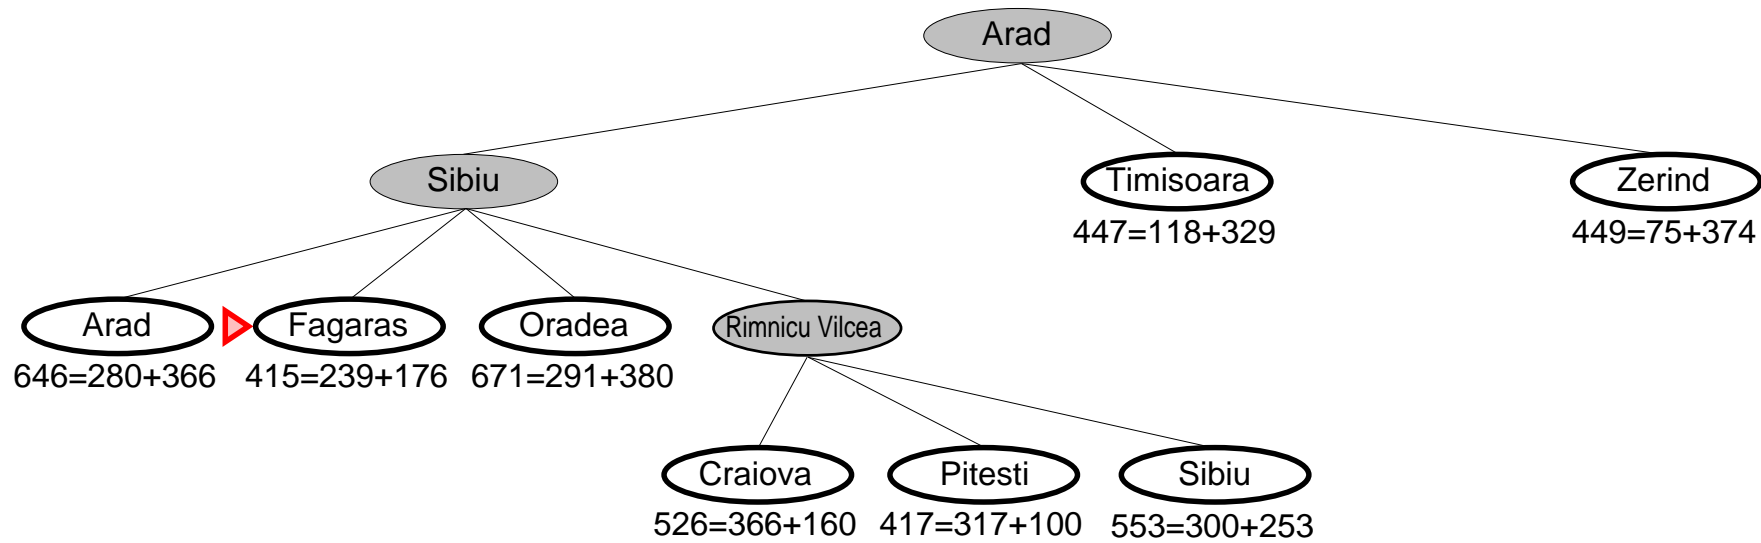 Arad
Sibiu
Timisoara
Zerind
447=118+329
449=75+374
Arad
Fagaras
Oradea
Rimnicu Vilcea
646=280+366
415=239+176
671=291+380
Craiova
Pitesti
Sibiu
526=366+160
417=317+100
553=300+253